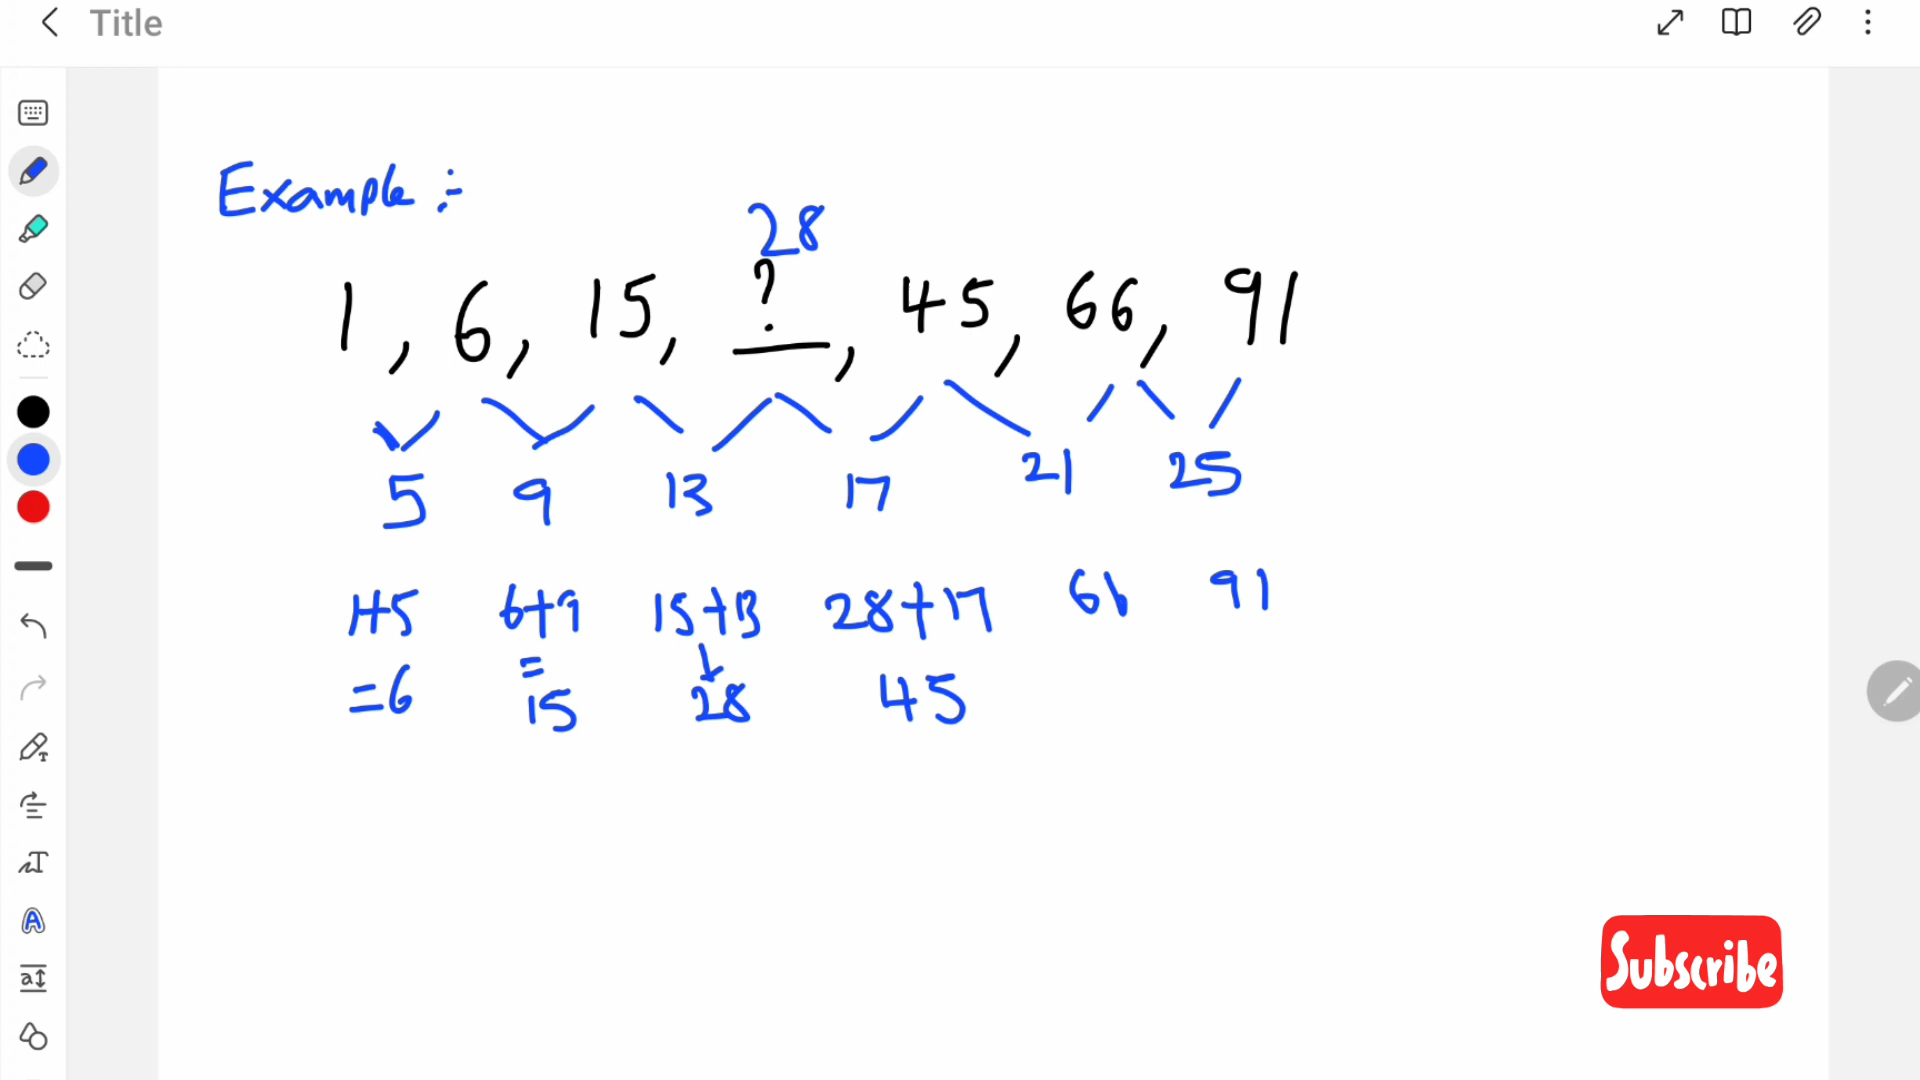 Title
Example :-
28
1, 6, 15, ?, 45, 66, 91
5 9 13 17 21 25
1+5 6+9 15+13 28+17 66 91
=6 = 15 28 45
Subscribe